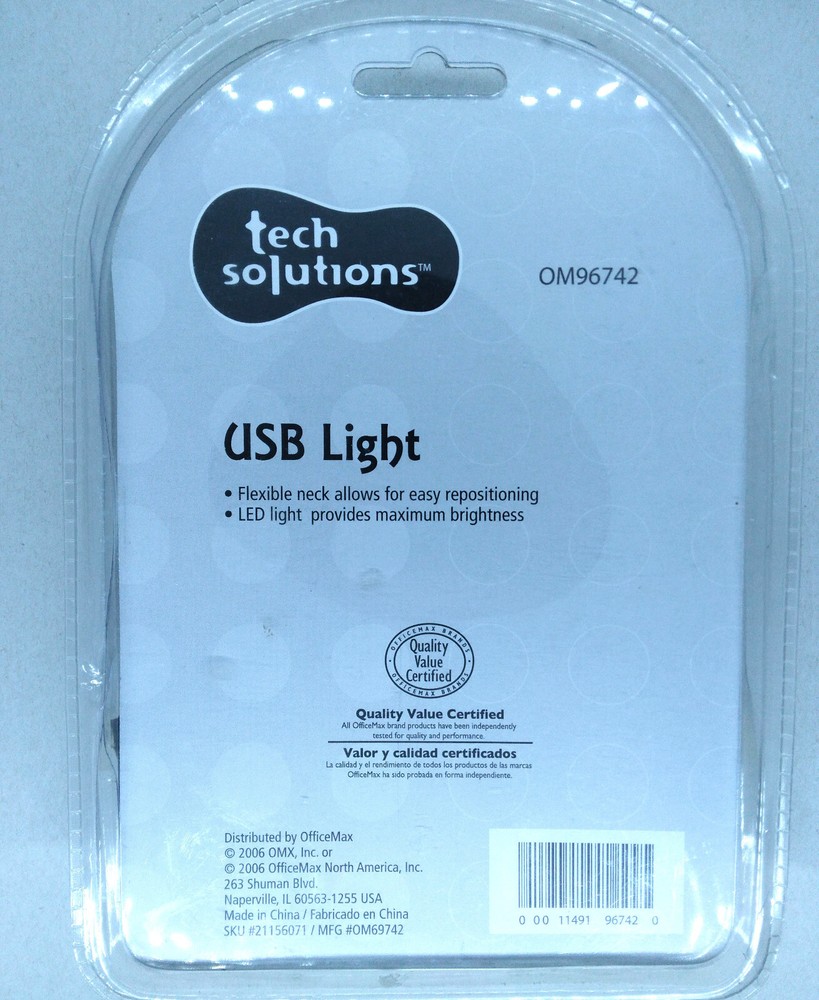 tech
solutions™
OM96742
USB Light
• Flexible neck allows for easy repositioning
• LED light provides maximum brightness
OFFICEMAX BRANDS
Quality
Value
Certified
OFFICEMAX BRANDS
Quality Value Certified
All OfficeMax brand products have been independently
tested for quality and performance.
Valor y calidad certificados
La calidad y el rendimiento de todos los productos de las marcas
OfficeMax ha sido probada en forma independiente.
Distributed by OfficeMax
© 2006 OMX, Inc. or
© 2006 OfficeMax North America, Inc.
263 Shuman Blvd.
Naperville, IL 60563-1255 USA
Made in China / Fabricado en China
SKU #21156071 / MFG #OM69742
0 00 11491 96742 0